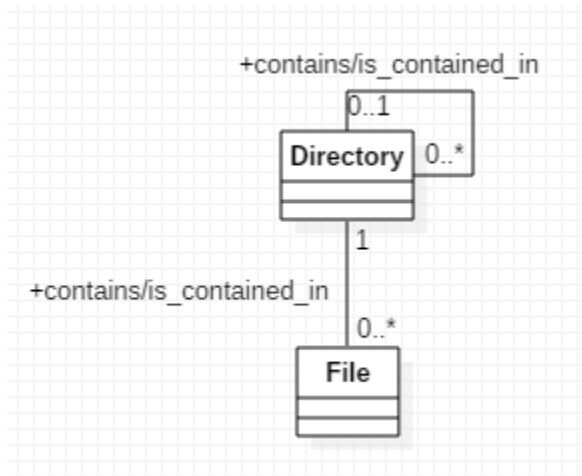 +contains/is_contained_in
0..1
Directory 0..*
1
+contains/is_contained_in
0..*
File